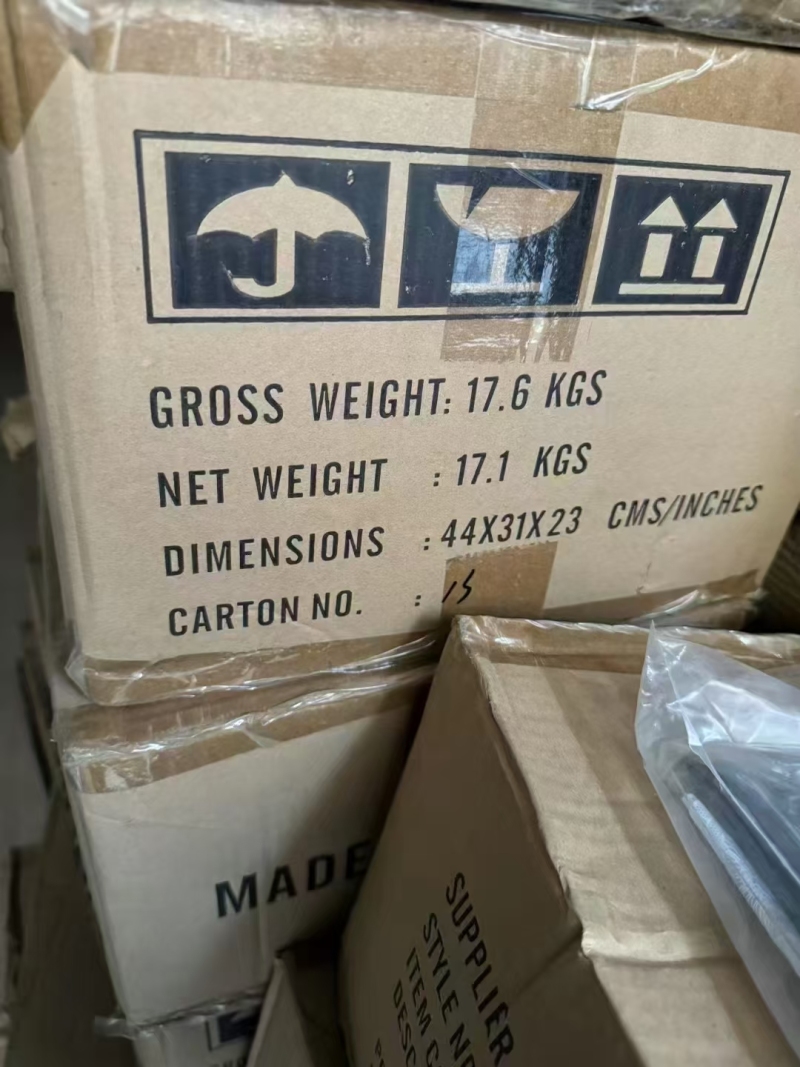 GROSS WEIGHT: 17.6 KGS
NET WEIGHT : 17.1 KGS
DIMENSIONS : 44X31X23 CMS/INCHES
CARTON NO. : 15
MADE
SUPPLIER
STYLE
ITEM